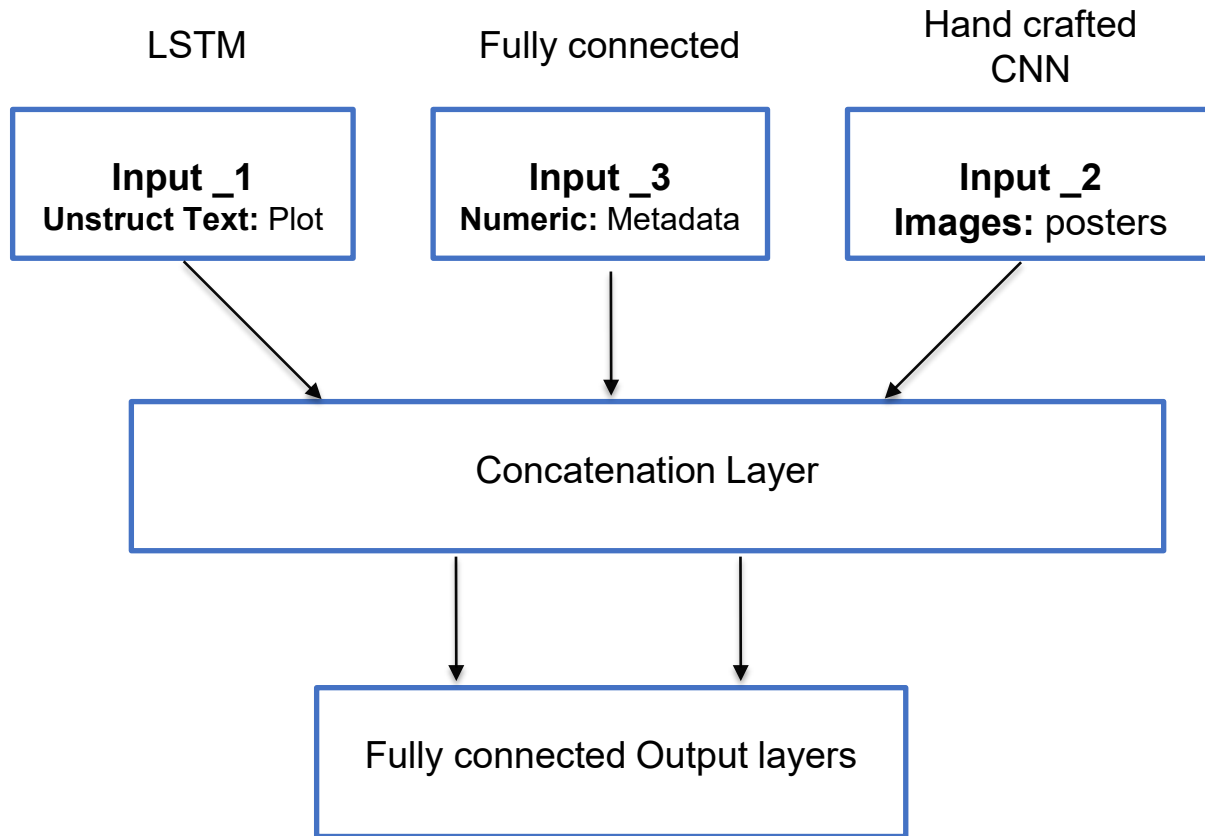 LSTM
Fully connected
Hand crafted
CNN
Input _1
Unstruct Text: Plot
Input _3
Numeric: Metadata
Input _2
Images: posters
Concatenation Layer
Fully connected Output layers